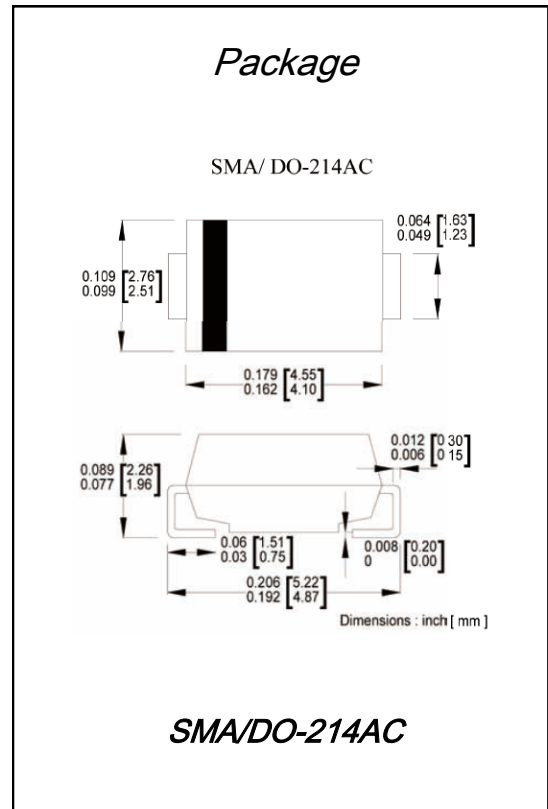 Package
SMA/ DO-214AC
0.064 [1.63]
0.049 [1.23]
0.109 [2.76]
0.099 [2.51]
0.179 [4.55]
0.162 [4.10]
0.012 [0 30]
0.006 [0 15]
0.089 [2.26]
0.077 [1.96]
0.06 [1.51]
0.03 [0.75]
0.008 [0.20]
0 [0.00]
0.206 [5.22]
0.192 [4.87]
Dimensions : inch [ mm ]
SMA/DO-214AC